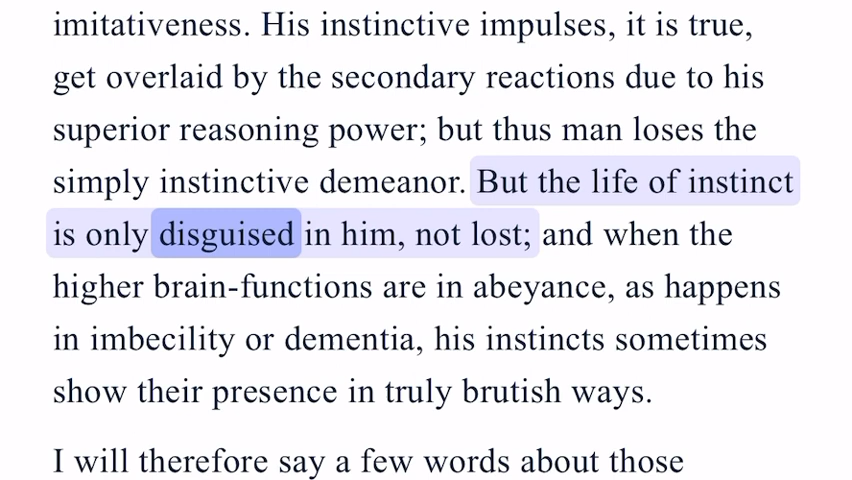 imitativeness. His instinctive impulses, it is true,
get overlaid by the secondary reactions due to his
superior reasoning power; but thus man loses the
simply instinctive demeanor. But the life of instinct
is only disguised in him, not lost; and when the
higher brain-functions are in abeyance, as happens
in imbecility or dementia, his instincts sometimes
show their presence in truly brutish ways.
I will therefore say a few words about those